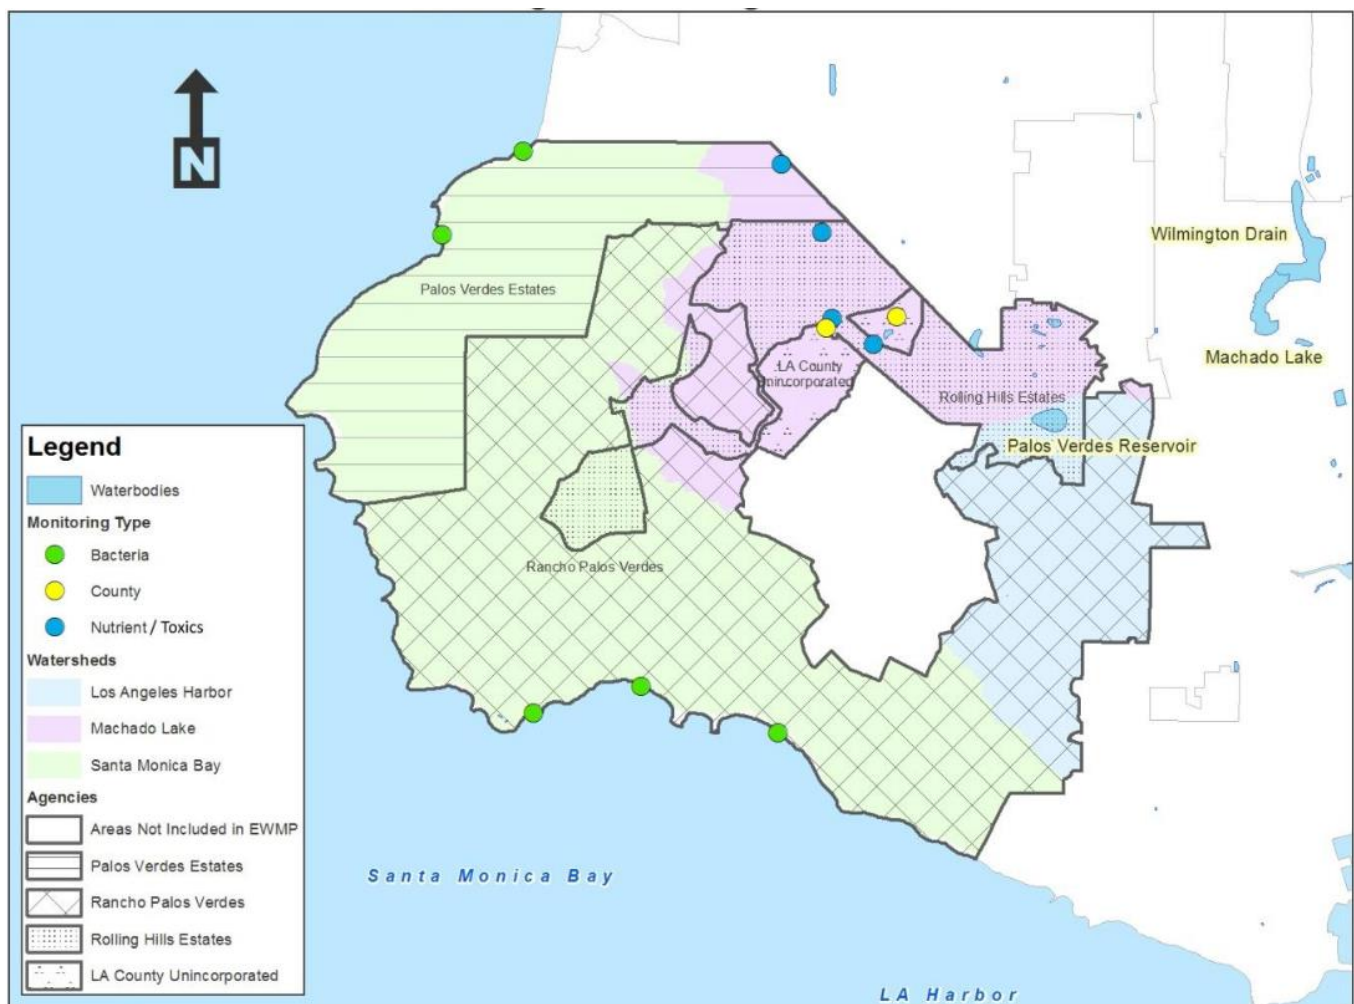 N
Wilmington Drain
Palos Verdes Estates
Machado Lake
LA County
Unincorporated
Rolling Hills Estates
Palos Verdes Reservoir
Rancho Palos Verdes
Legend
Waterbodies
Monitoring Type
Bacteria
County
Nutrient / Toxics
Watersheds
Los Angeles Harbor
Machado Lake
Santa Monica Bay
Agencies
Areas Not Included in EWMP
Palos Verdes Estates
Rancho Palos Verdes
Rolling Hills Estates
LA County Unincorporated
Santa Monica Bay
LA Harbor